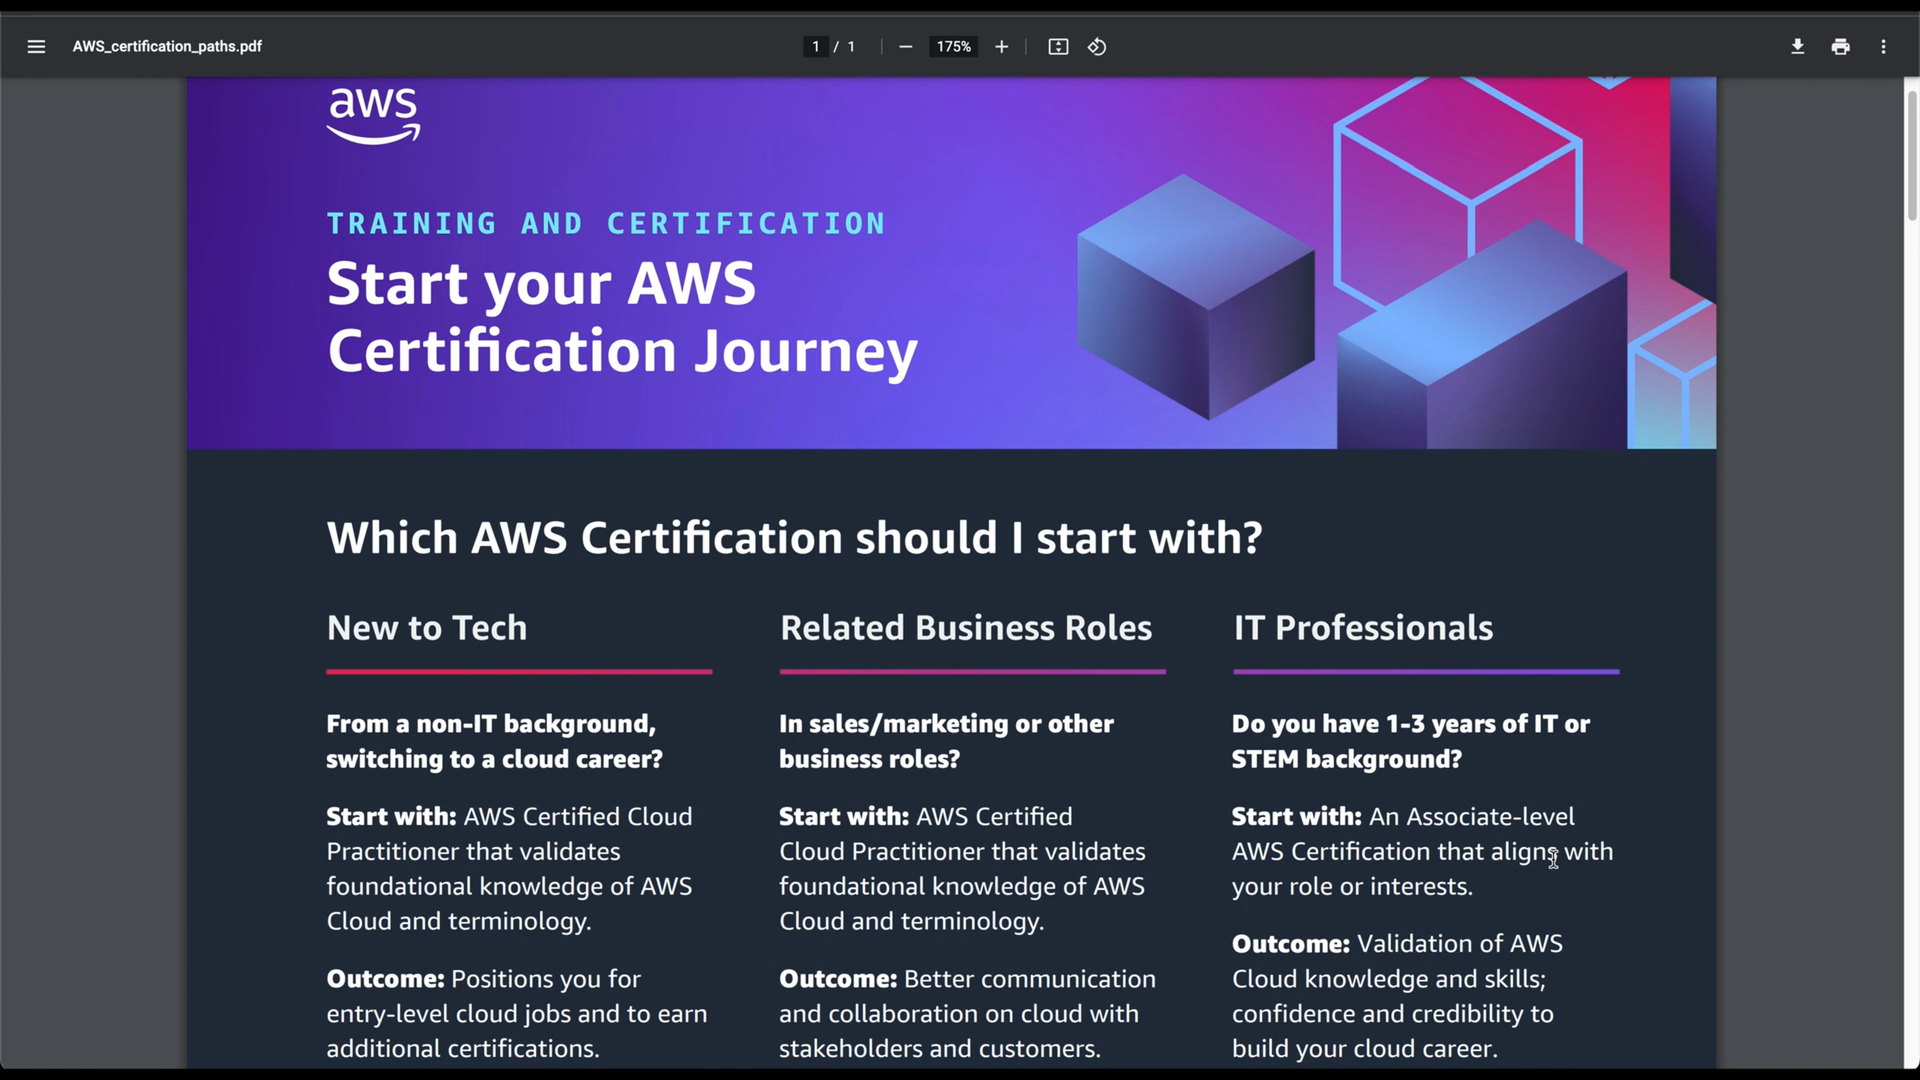 AWS_certification_paths.pdf
1 / 1
175%
aws
TRAINING AND CERTIFICATION
Start your AWS
Certification Journey
Which AWS Certification should I start with?
New to Tech
From a non-IT background,
switching to a cloud career?
Start with: AWS Certified Cloud
Practitioner that validates
foundational knowledge of AWS
Cloud and terminology.
Outcome: Positions you for
entry-level cloud jobs and to earn
additional certifications.
Related Business Roles
In sales/marketing or other
business roles?
Start with: AWS Certified
Cloud Practitioner that validates
foundational knowledge of AWS
Cloud and terminology.
Outcome: Better communication
and collaboration on cloud with
stakeholders and customers.
IT Professionals
Do you have 1-3 years of IT or
STEM background?
Start with: An Associate-level
AWS Certification that aligns with
your role or interests.
Outcome: Validation of AWS
Cloud knowledge and skills;
confidence and credibility to
build your cloud career.